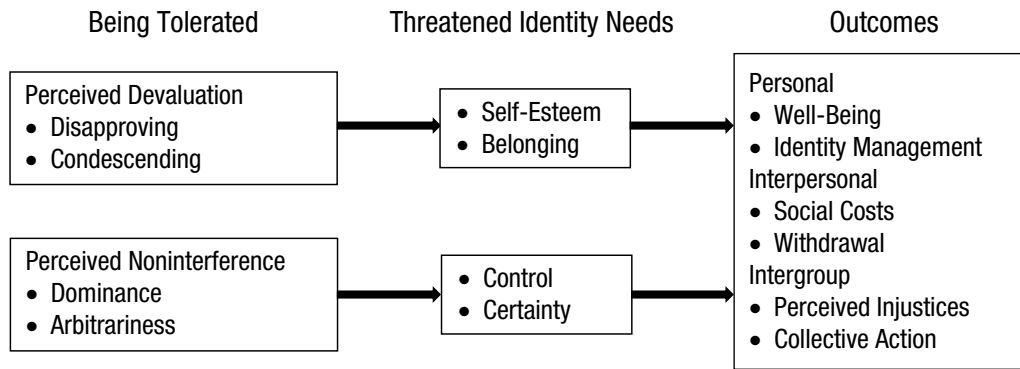 Being Tolerated
Threatened Identity Needs
Outcomes
Perceived Devaluation
• Disapproving
• Condescending
• Self-Esteem
• Belonging
Perceived Noninterference
• Dominance
• Arbitrariness
• Control
• Certainty
Personal
• Well-Being
• Identity Management
Interpersonal
• Social Costs
• Withdrawal
Intergroup
• Perceived Injustices
• Collective Action